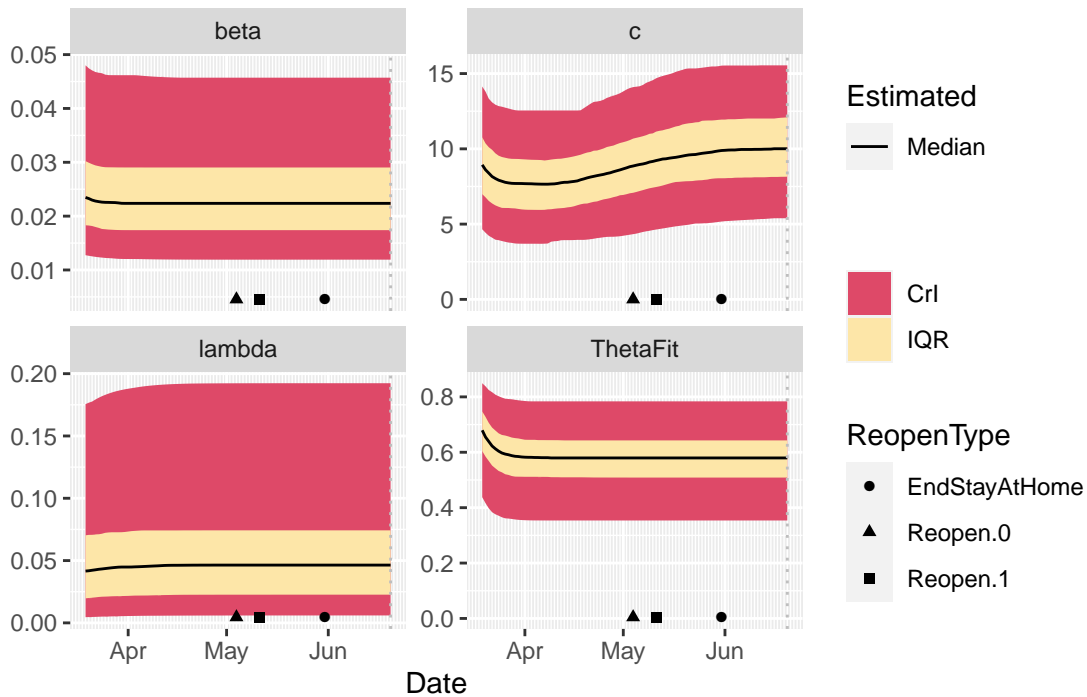 beta
c
0.05
0.04
0.03
0.02
0.01
15
10
5
0
lambda
ThetaFit
0.20
0.15
0.10
0.05
0.00
0.8
0.6
0.4
0.2
0.0
Apr May Jun
Apr May Jun
Date
Estimated
Median
CrI
IQR
ReopenType
EndStayAtHome
Reopen.0
Reopen.1